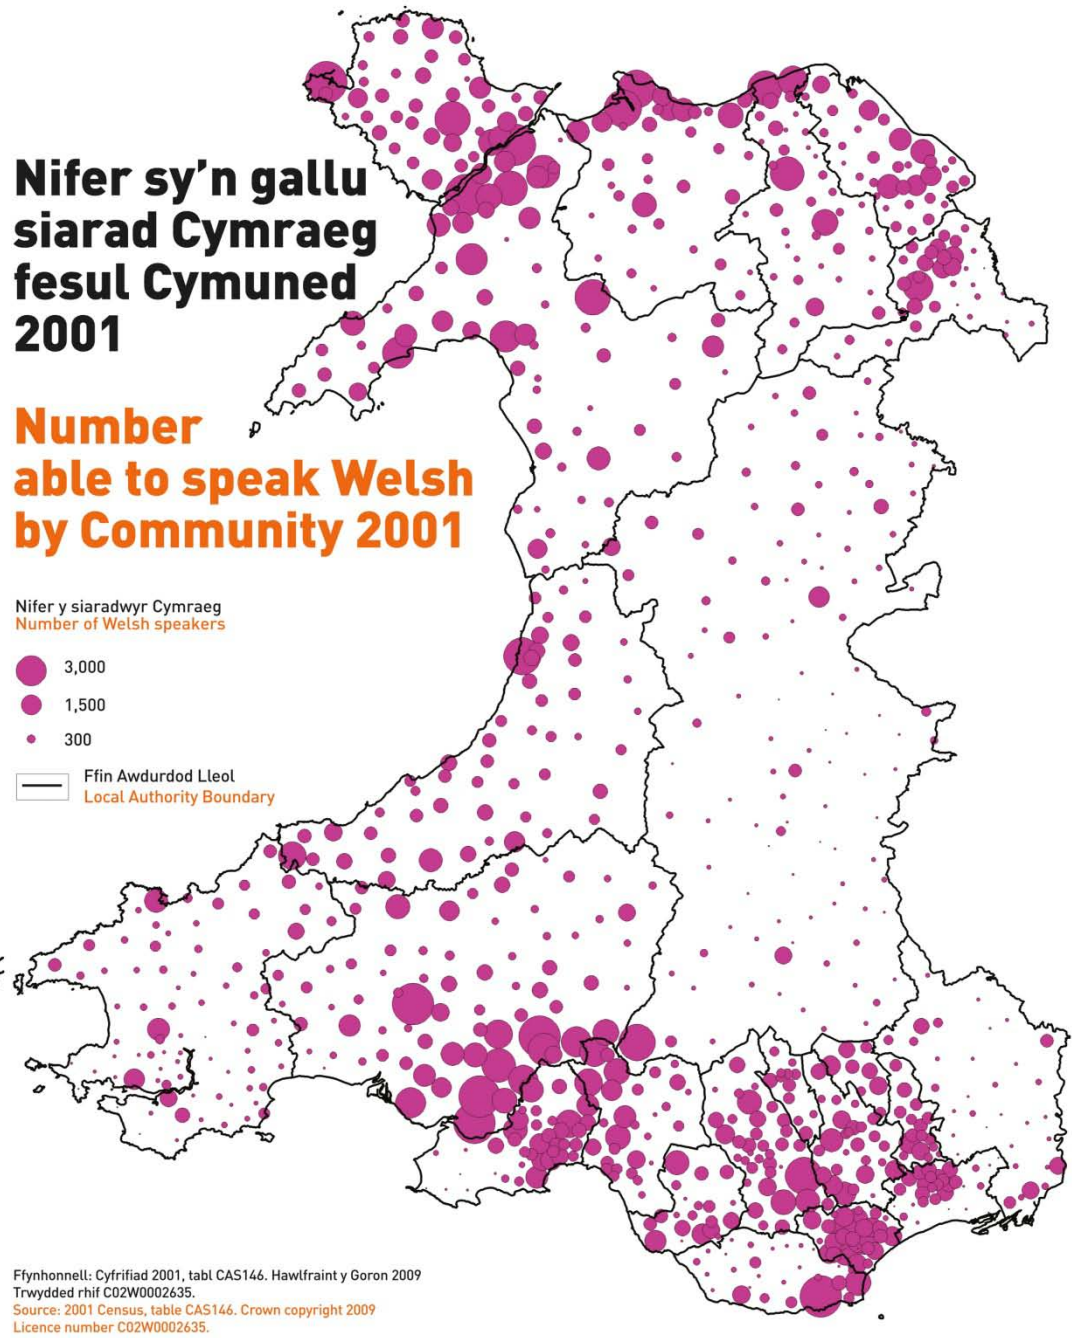 Nifer sy'n gallu
siarad Cymraeg
fesul Cymuned
2001
Number
able to speak Welsh
by Community 2001
Nifer y siaradwyr Cymraeg
Number of Welsh speakers
3,000
1,500
300
Ffin Awdurdod Lleol
Local Authority Boundary
Ffynhonnell: Cyfrifiad 2001, tabl CAS146. Hawlfraint y Goron 2009
Trwydded rhif C02W0002635.
Source: 2001 Census, table CAS146. Crown copyright 2009
Licence number C02W0002635.